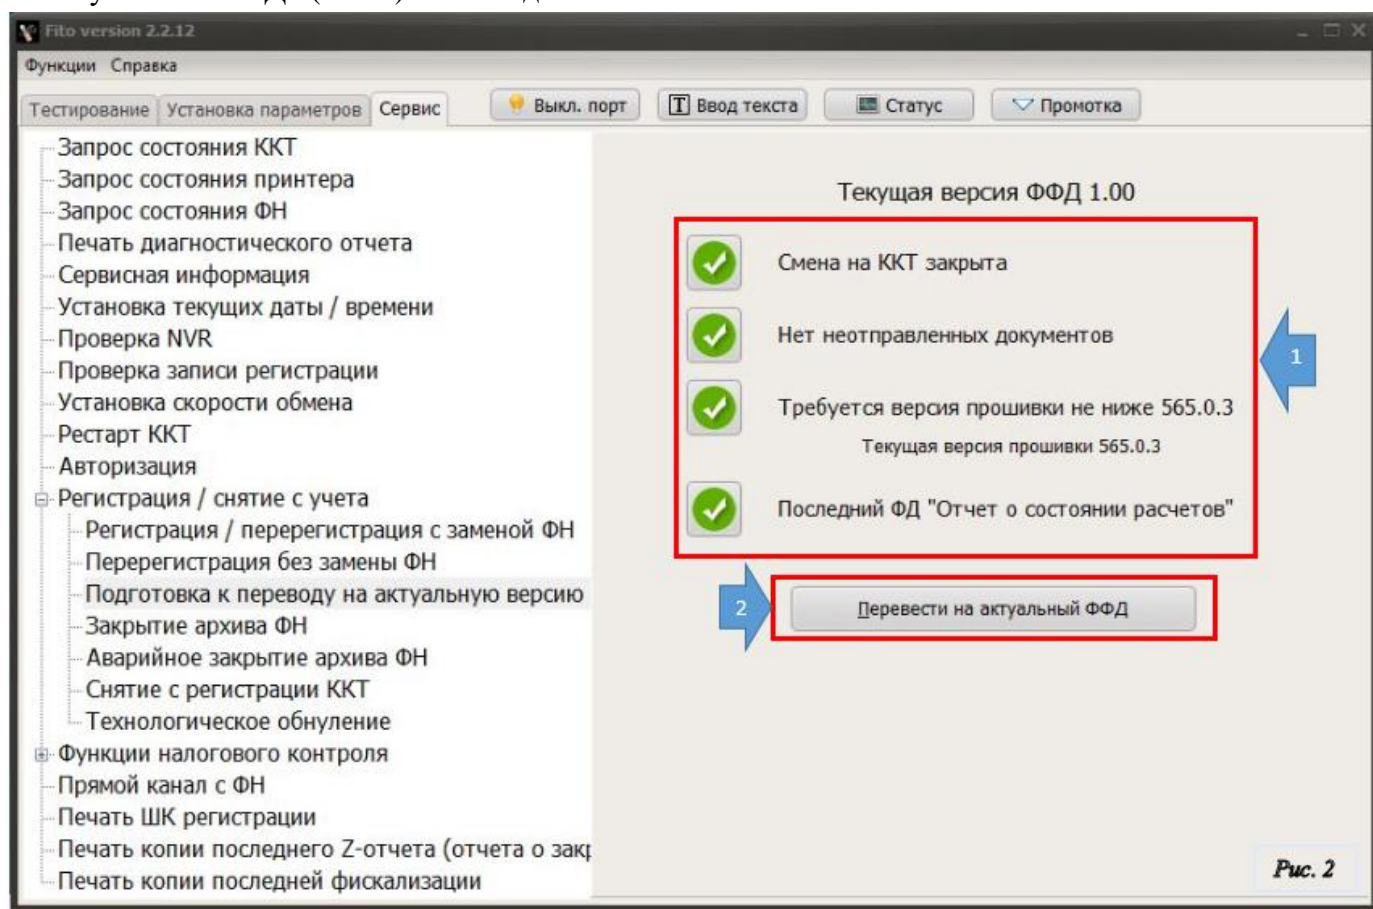 Fito version 2.2.12
Функции Справка
Тестирование Установка параметров Сервис Выкл. порт Ввод текста Статус Промотка
Запрос состояния ККТ
Запрос состояния принтера
Запрос состояния ФН
Печать диагностического отчета
Сервисная информация
Установка текущих даты / времени
Проверка NVR
Проверка записи регистрации
Установка скорости обмена
Рестарт ККТ
Авторизация
Регистрация / снятие с учета
Регистрация / перерегистрация с заменой ФН
Перерегистрация без замены ФН
Подготовка к переводу на актуальную версию
Закрытие архива ФН
Аварийное закрытие архива ФН
Снятие с регистрации ККТ
Технологическое обнуление
Функции налогового контроля
Прямой канал с ФН
Печать ШК регистрации
Печать копии последнего Z-отчета (отчета о зак
Печать копии последней фискализации
Текущая версия ФФД 1.00
Смена на ККТ закрыта
Нет неотправленных документов
1
Требуется версия прошивки не ниже 565.0.3
Текущая версия прошивки 565.0.3
Последний ФД "Отчет о состоянии расчетов"
2
Перевести на актуальный ФФД
Рис. 2